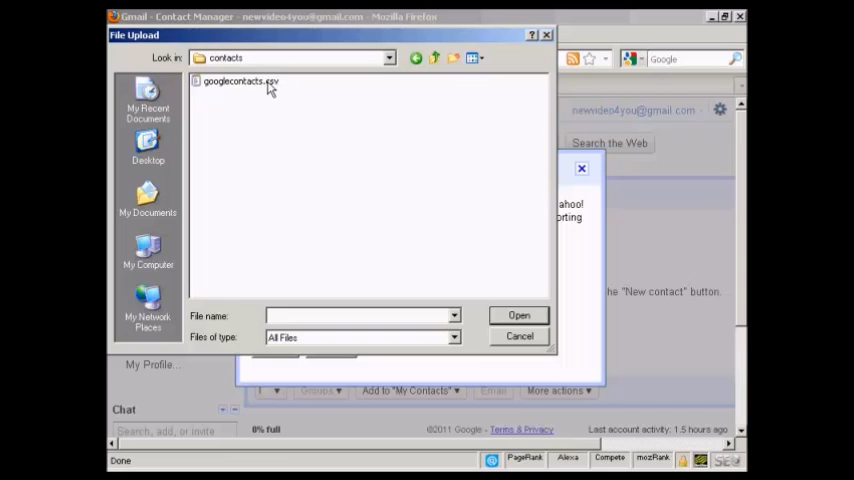 Gmail - Contact Manager - newvideo4you@gmail.com - Mozilla Firefox
File Upload
Look in:
contacts
Google
googlecontacts.csv
My Recent
Documents
Desktop
My Documents
My Computer
My Network
Places
newvideo4you@gmail.com
Search the Web
ahoo!
orting
he "New contact" button.
File name:
Open
Files of type:
All Files
Cancel
My Profile...
Groups
Add to "My Contacts"
Email
More actions
Chat
Search, add, or invite
0% full
©2011 Google - Terms & Privacy
Last account activity: 1.5 hours ago
Done
PageRank
Alexa
Compete
mozRank